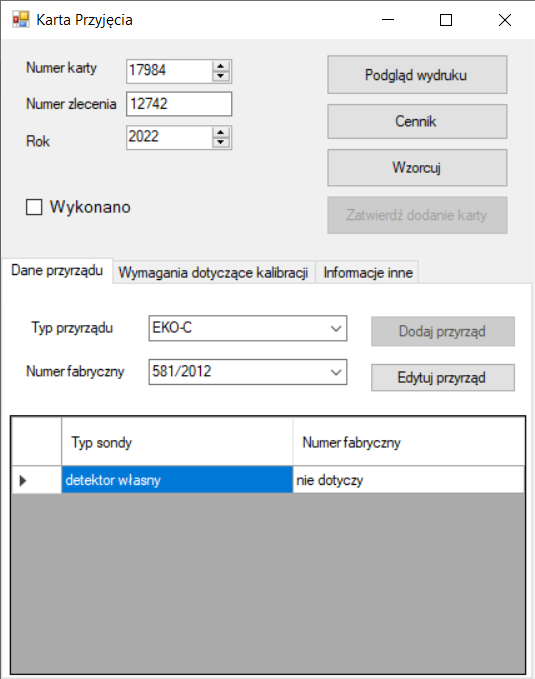 Karta Przyjęcia
Numer karty 17984
Podgląd wydruku
Numer zlecenia 12742
Cennik
Rok 2022
Wzorcuj
Wykonano
Zatwierdź dodanie karty
Dane przyrządu Wymagania dotyczące kalibracji Informacje inne
Typ przyrządu EKO-C Dodaj przyrząd
Numer fabryczny 581/2012 Edytuj przyrząd
Typ sondy Numer fabryczny
detektor własny nie dotyczy